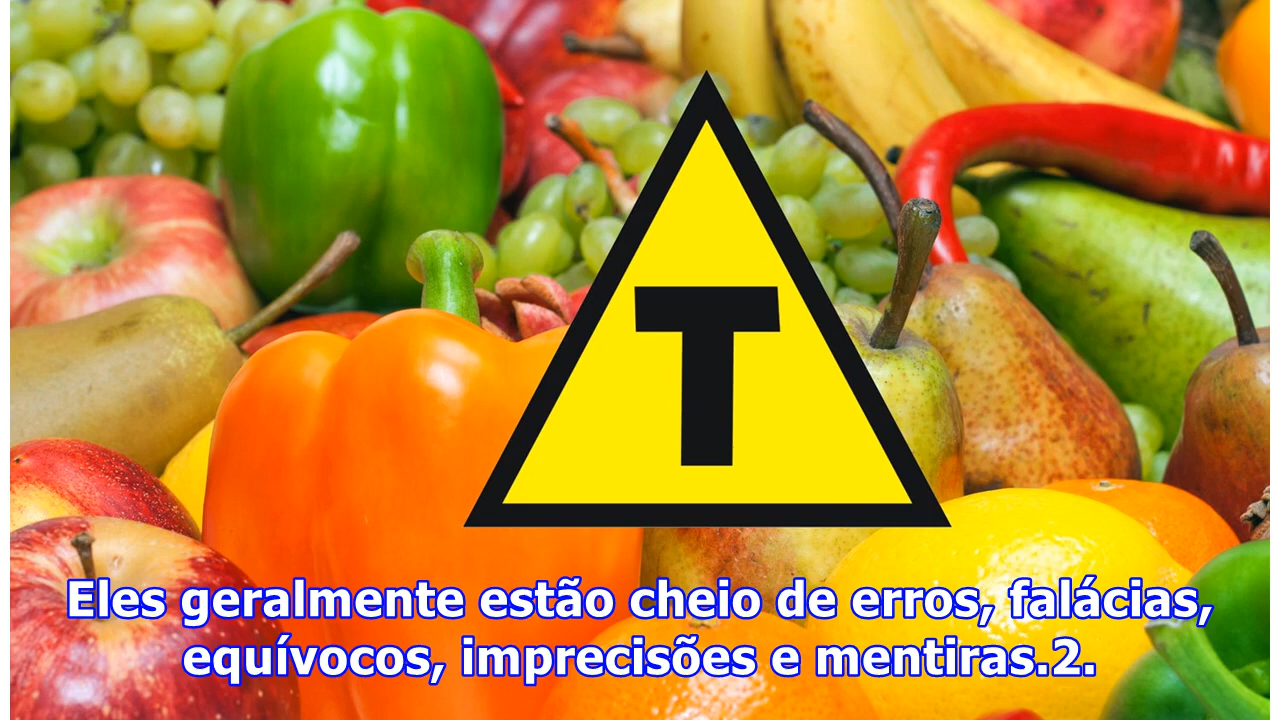 T
Eles geralmente estão cheio de erros, falácias,
equívocos, imprecisões e mentiras.2.